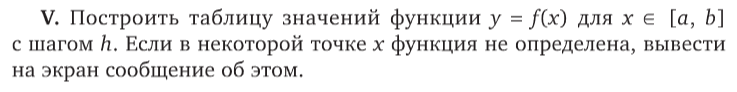 V. Построить таблицу значений функции y = f(x) для x ∈ [a, b]
с шагом h. Если в некоторой точке x функция не определена, вывести
на экран сообщение об этом.